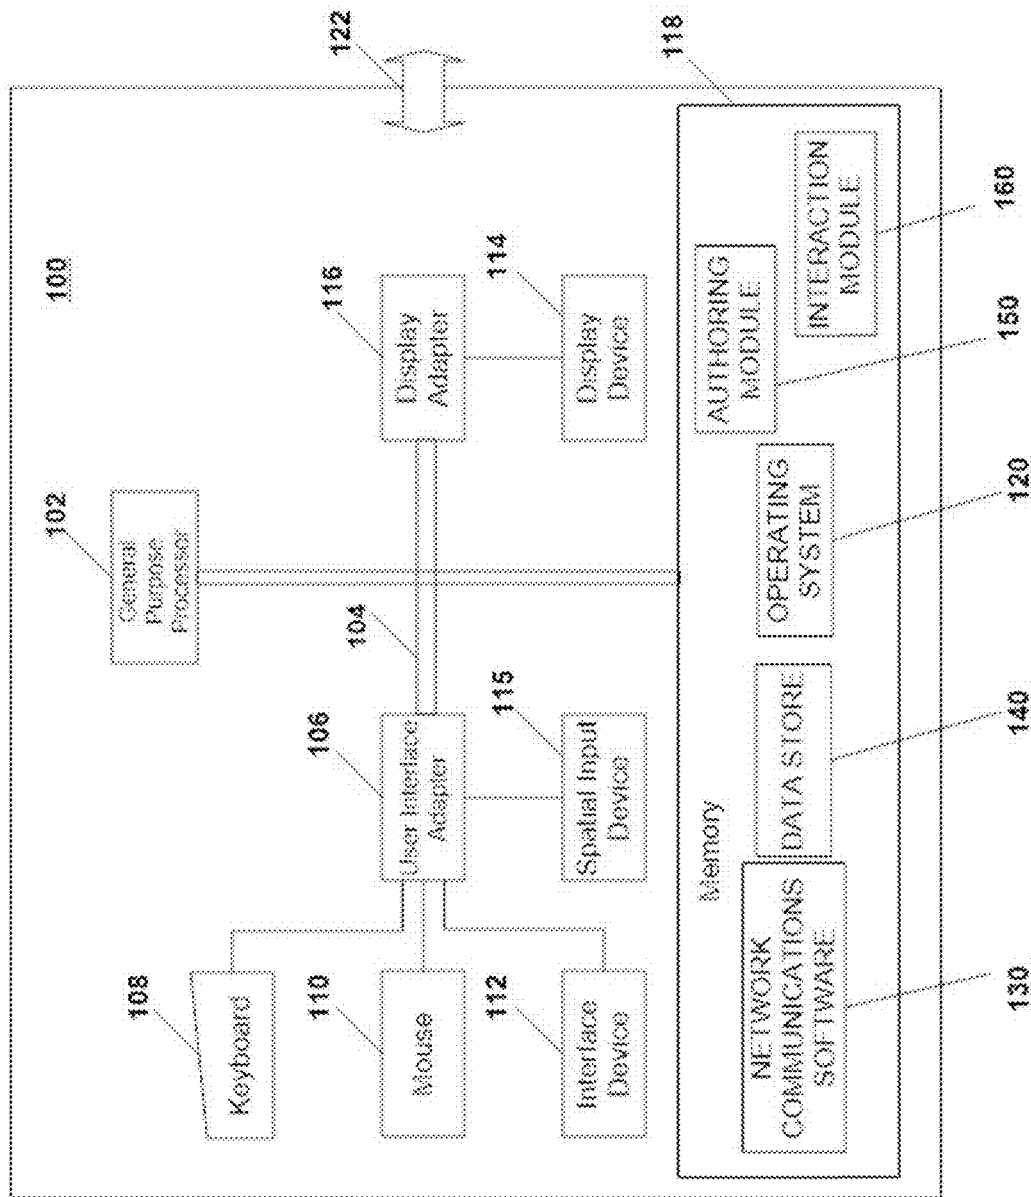 100
122
102
General
Purpose
Processor
108
Keyboard
106
User Interface
Adapter
104
116
Display
Adapter
110
Mouse
115
Spatial Input
Device
114
Display
Device
112
Interface
Device
118
Memory
NETWORK
COMMUNICATIONS
SOFTWARE
DATA STORE
OPERATING
SYSTEM
AUTHORING
MODULE
INTERACTION
MODULE
130
140
120
150
160